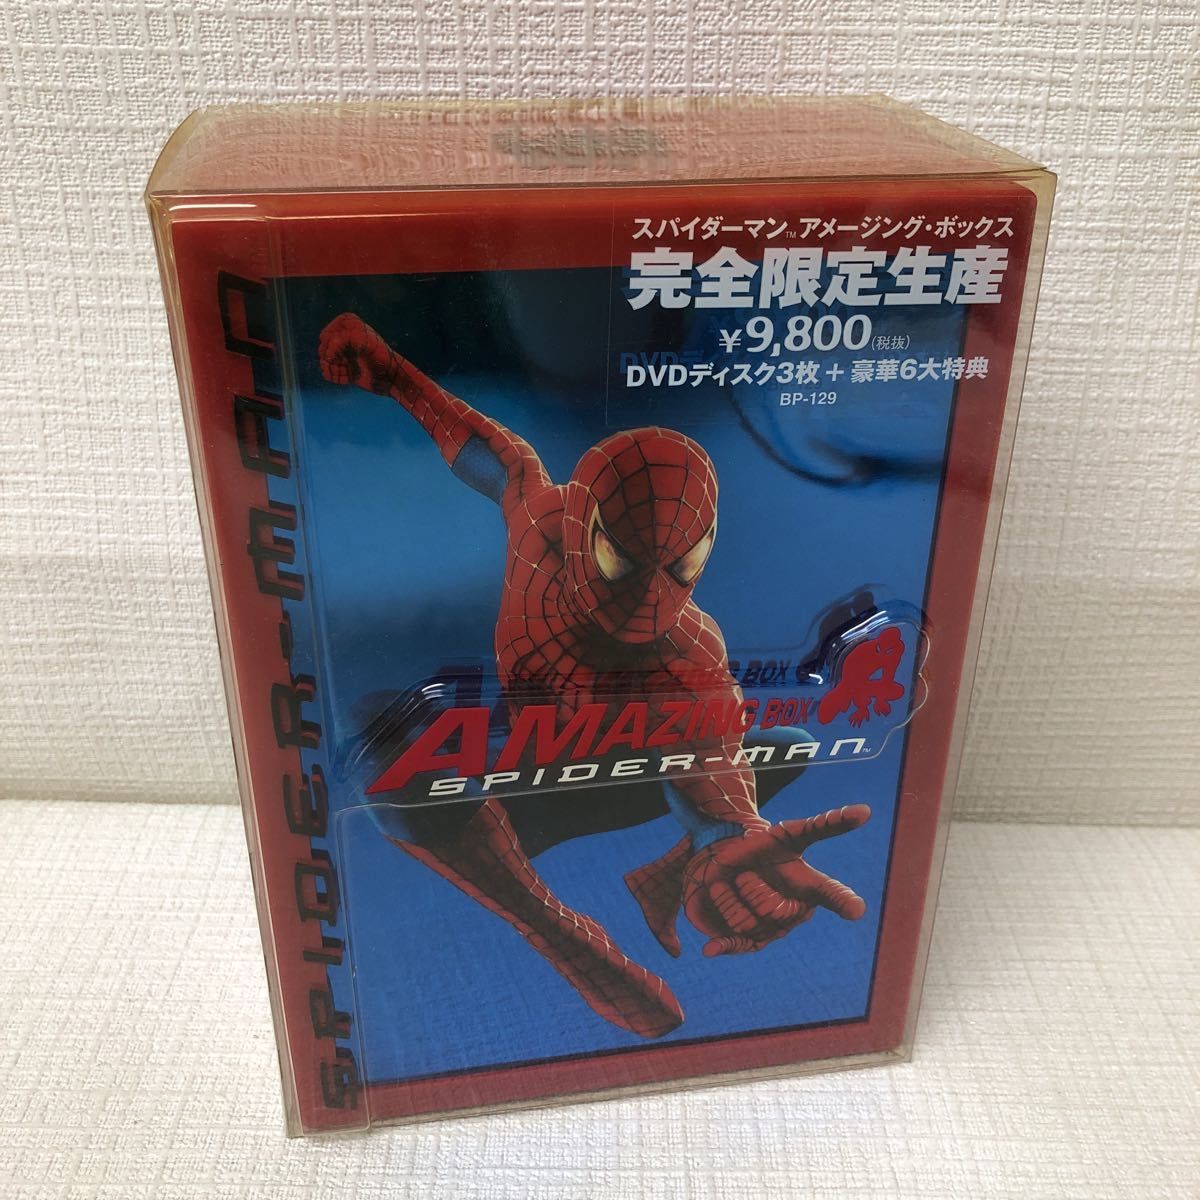 スパイダーマン™アメージング・ボックス
完全限定生産
¥9,800(税抜)
DVDディスク3枚+豪華6大特典
BP-129
SPIDER-MAN
AMAZING BOX
SPIDER-MAN™